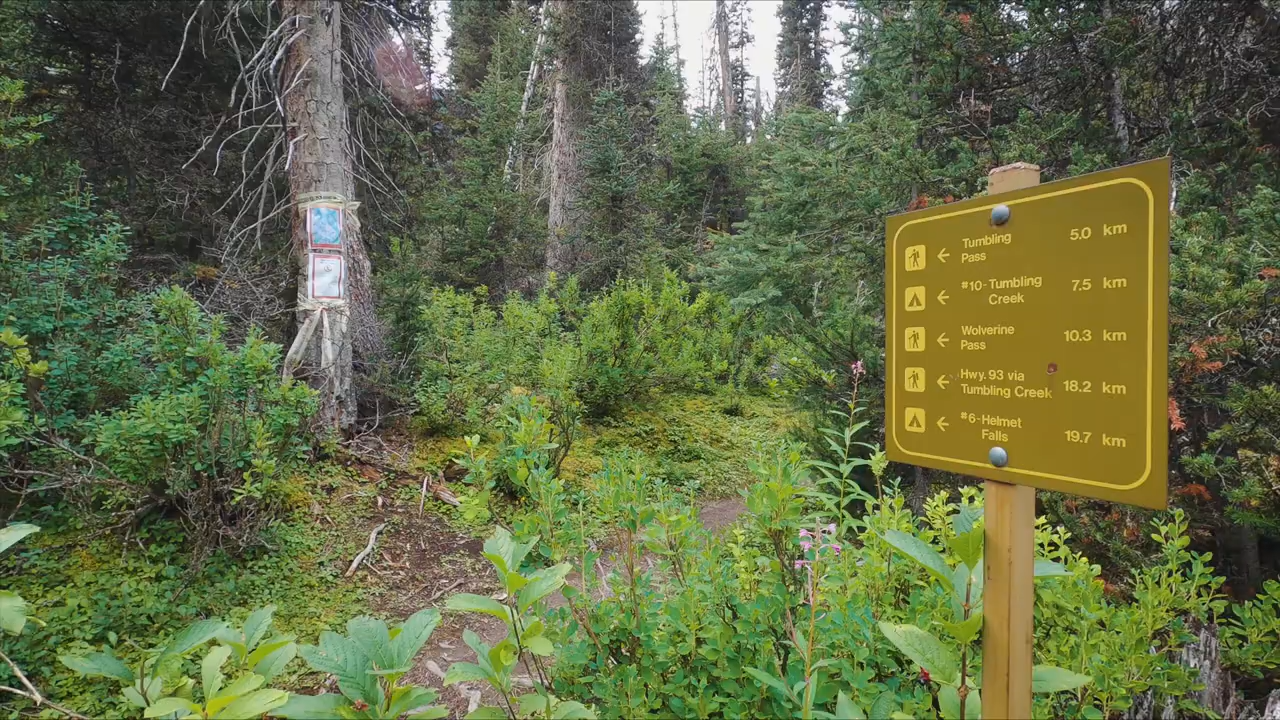 Tumbling
Pass 5.0 km
#10-Tumbling
Creek 7.5 km
Wolverine
Pass 10.3 km
Hwy. 93 via
Tumbling Creek 18.2 km
#6-Helmet
Falls 19.7 km